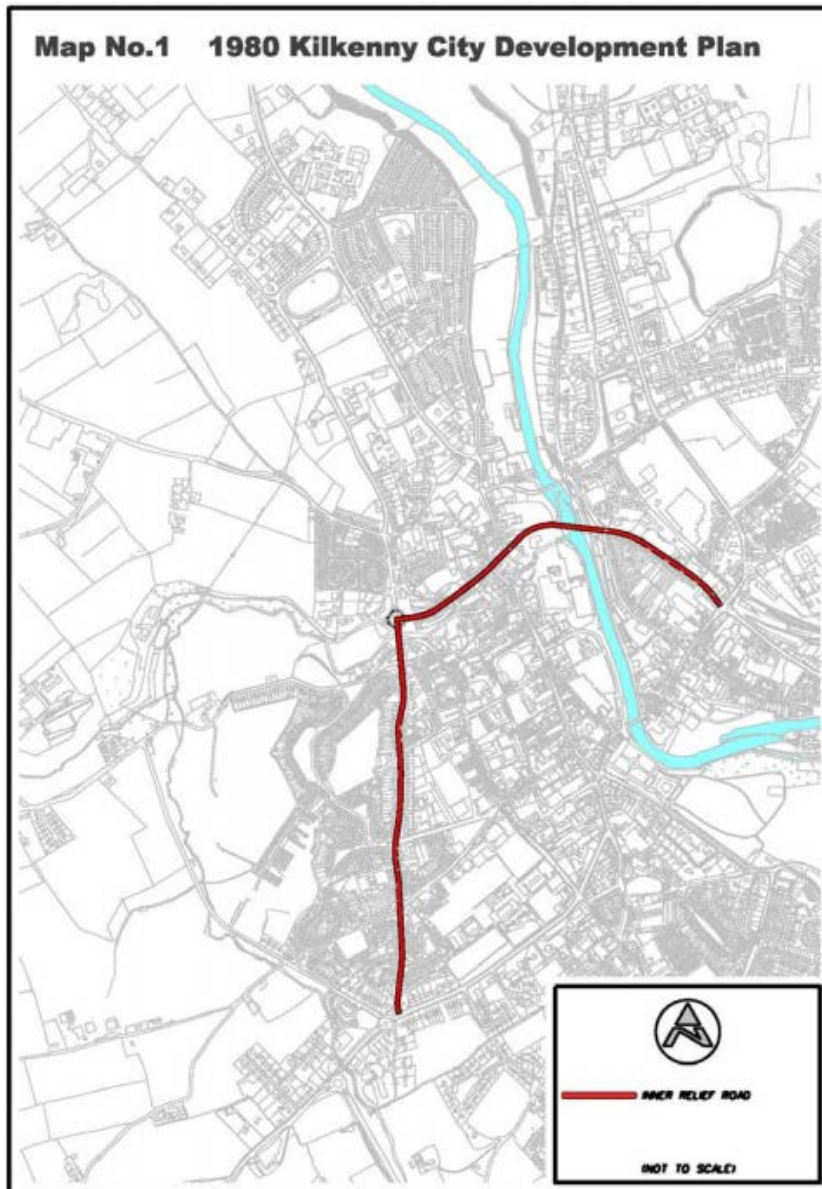 Map No.1 1980 Kilkenny City Development Plan
INNER RELIEF ROAD
(NOT TO SCALE)